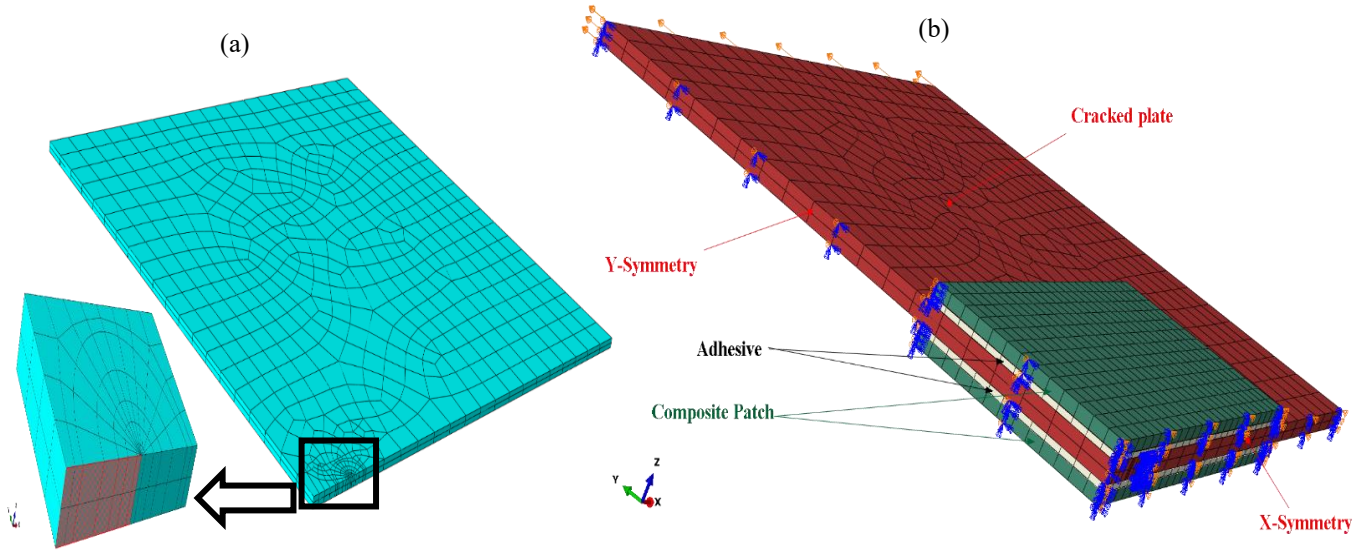 (a)
(b)
Cracked plate
Y-Symmetry
Adhesive
Composite Patch
Z
Y
X
X-Symmetry